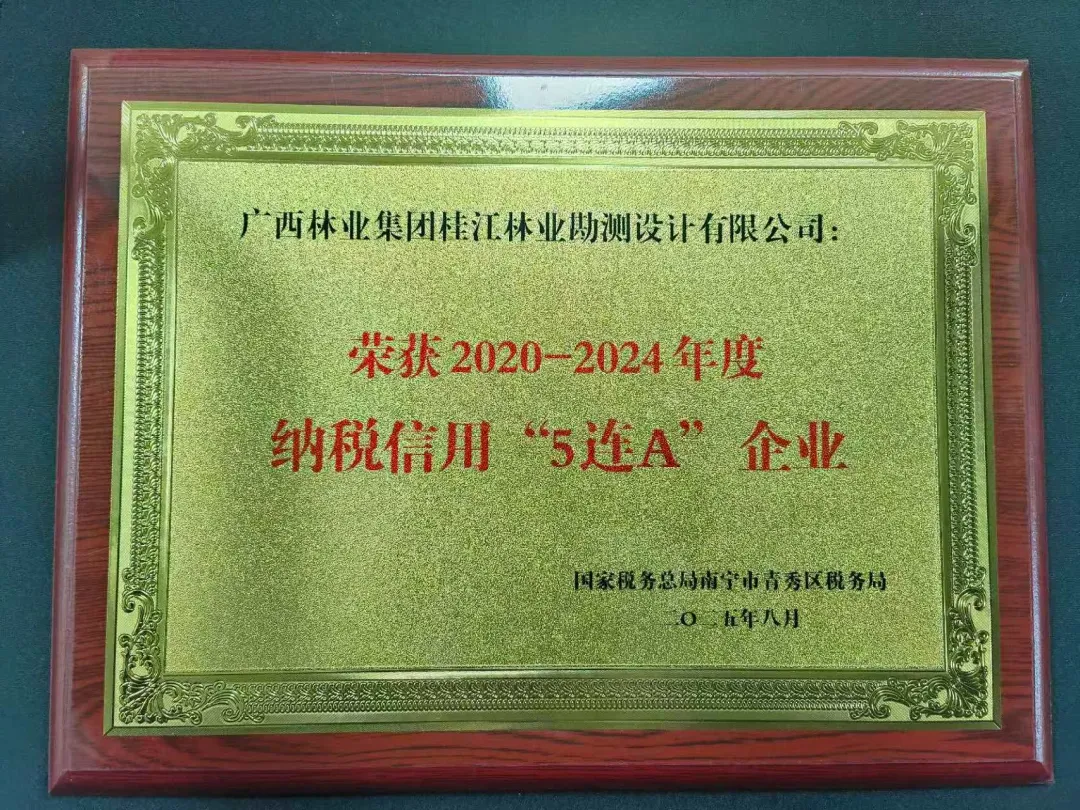 广西林业集团桂江林业勘测设计有限公司：
荣获2020-2024年度
纳税信用“5连A”企业
国家税务总局南宁市青秀区税务局
二〇二五年八月